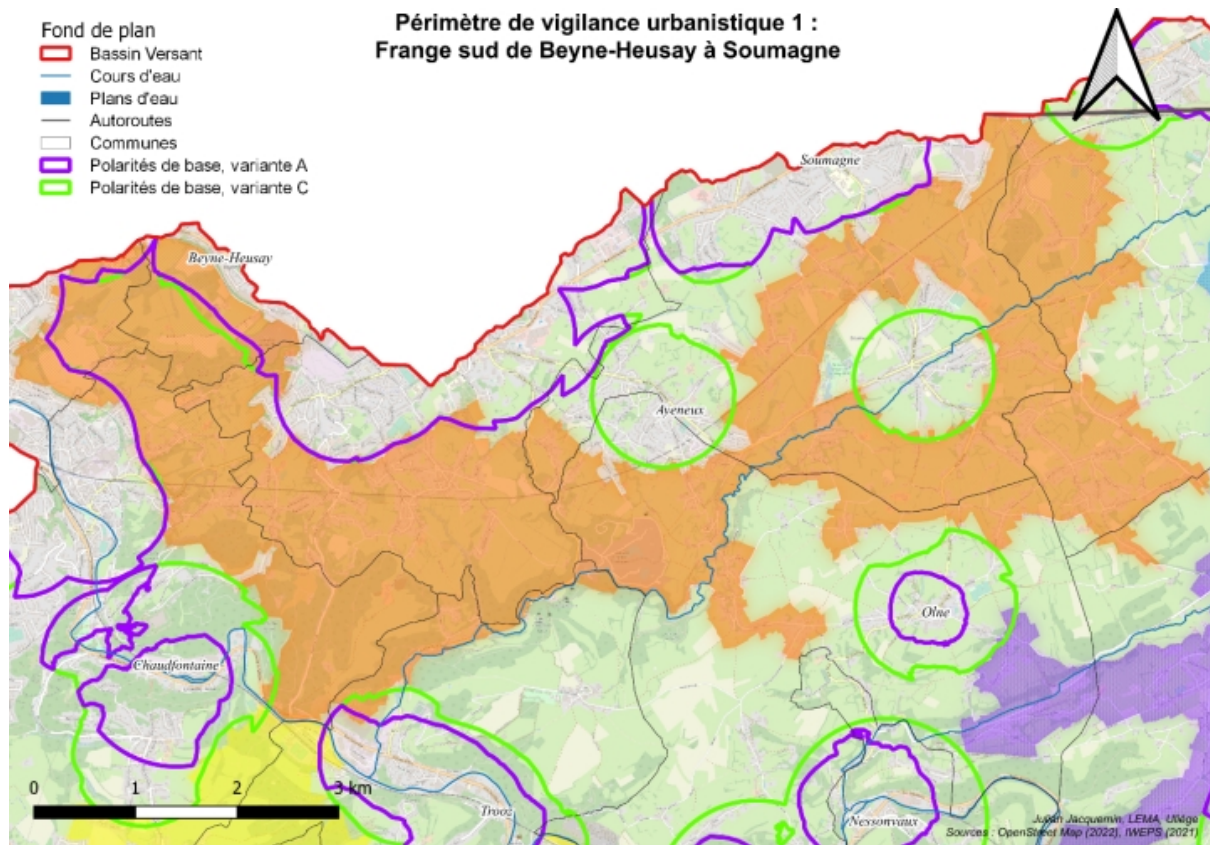 Périmètre de vigilance urbanistique 1 :
Frange sud de Beyne-Heusay à Soumagne
Fond de plan
Bassin Versant
Cours d'eau
Plans d'eau
Autoroutes
Communes
Polarités de base, variante A
Polarités de base, variante C
Soumagne
Beyne-Heusay
Ayeneux
Olne
Chaudfontaine
Trooz
Nessonvaux
0 1 2 3 km
Julien Jacquemin, LEMA, Uliège
Sources : OpenStreet Map (2022), IWEPS (2021)